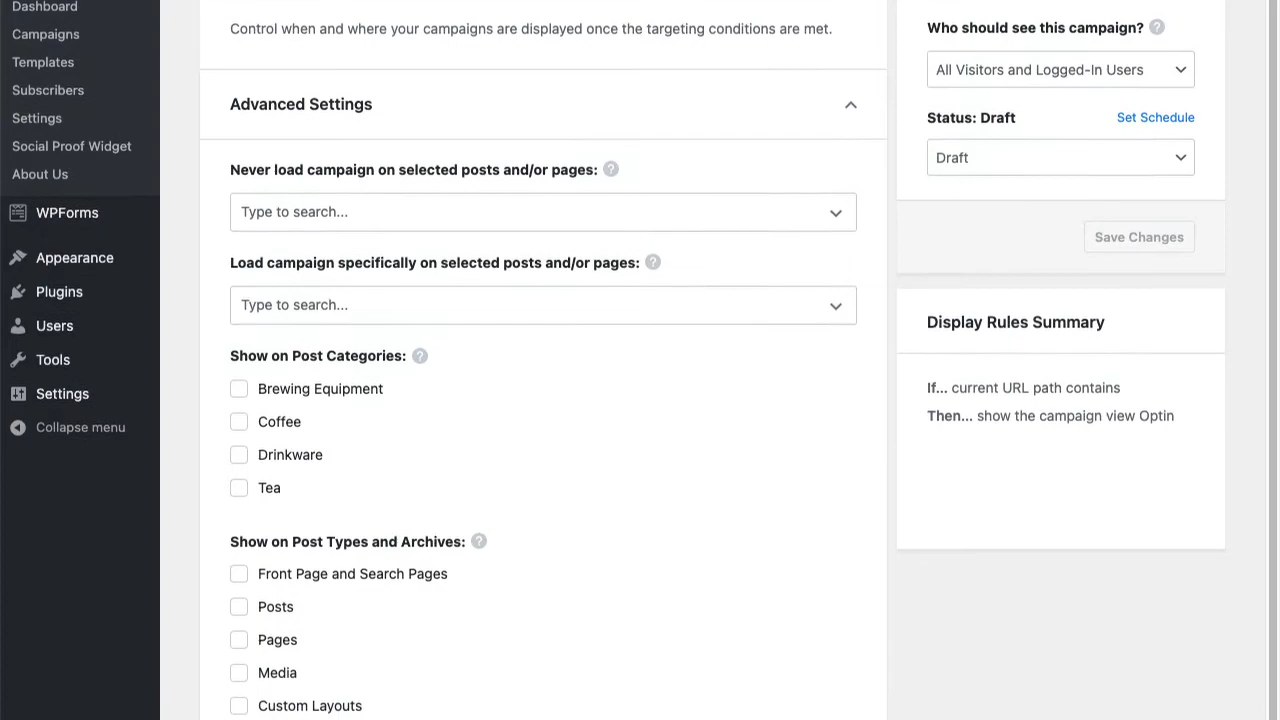 Dashboard
Campaigns
Templates
Subscribers
Settings
Social Proof Widget
About Us
WPForms
Appearance
Plugins
Users
Tools
Settings
Collapse menu
Control when and where your campaigns are displayed once the targeting conditions are met.
Advanced Settings
Never load campaign on selected posts and/or pages: ?
Type to search...
Load campaign specifically on selected posts and/or pages: ?
Type to search...
Show on Post Categories: ?
Brewing Equipment
Coffee
Drinkware
Tea
Show on Post Types and Archives: ?
Front Page and Search Pages
Posts
Pages
Media
Custom Layouts
Who should see this campaign? ?
All Visitors and Logged-In Users
Status: Draft Set Schedule
Draft
Save Changes
Display Rules Summary
If... current URL path contains
Then... show the campaign view Optin